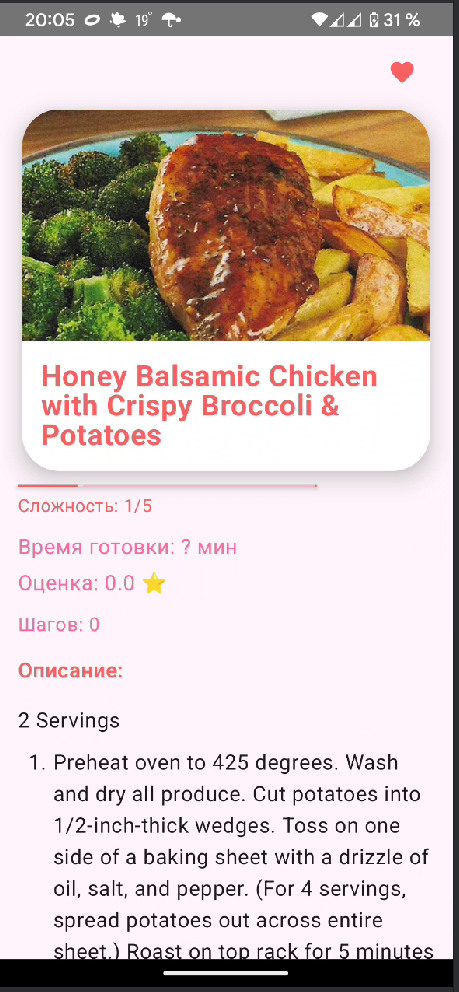 20:05 19° 31 %
Honey Balsamic Chicken
with Crispy Broccoli &
Potatoes
Сложность: 1/5
Время готовки: ? мин
Оценка: 0.0 ⭐
Шагов: 0
Описание:
2 Servings
1. Preheat oven to 425 degrees. Wash
and dry all produce. Cut potatoes into
1/2-inch-thick wedges. Toss on one
side of a baking sheet with a drizzle of
oil, salt, and pepper. (For 4 servings,
spread potatoes out across entire
sheet.) Roast on top rack for 5 minutes